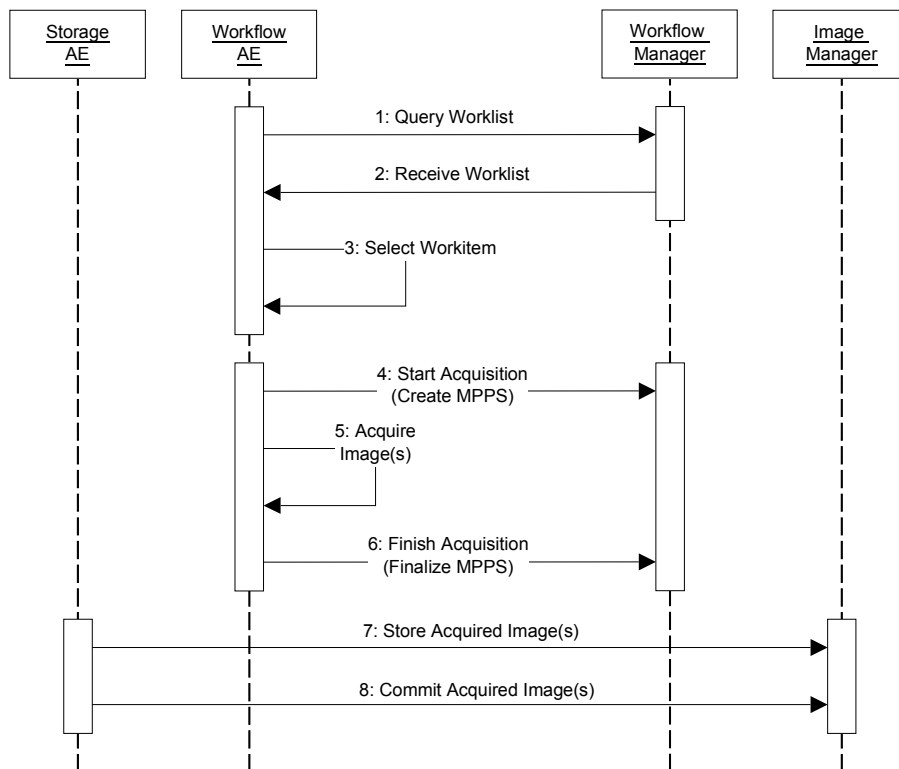 Storage
AE
Workflow
AE
Workflow
Manager
Image
Manager
1: Query Worklist
2: Receive Worklist
3: Select Workitem
4: Start Acquisition
(Create MPPS)
5: Acquire
Image(s)
6: Finish Acquisition
(Finalize MPPS)
7: Store Acquired Image(s)
8: Commit Acquired Image(s)